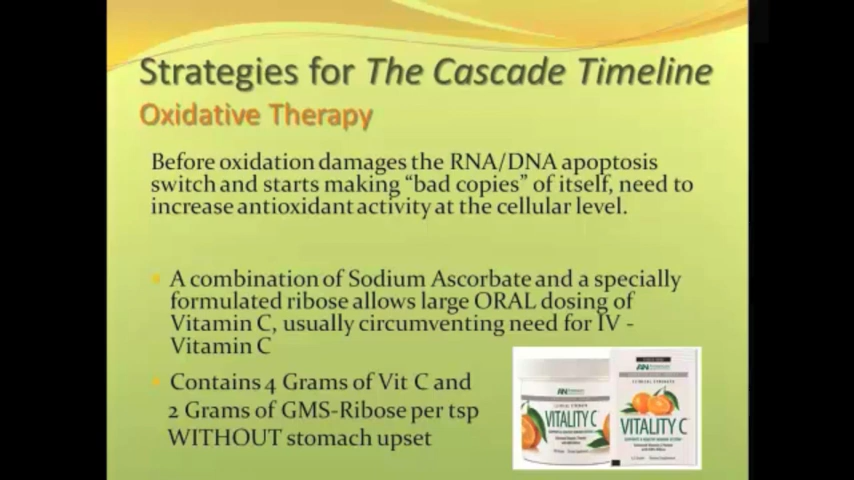 Strategies for The Cascade Timeline
Oxidative Therapy
Before oxidation damages the RNA/DNA apoptosis
switch and starts making “bad copies” of itself, need to
increase antioxidant activity at the cellular level.
A combination of Sodium Ascorbate and a specially
formulated ribose allows large ORAL dosing of
Vitamin C, usually circumventing need for IV -
Vitamin C
Contains 4 Grams of Vit C and
2 Grams of GMS-Ribose per tsp
WITHOUT stomach upset
VITALITY C
VITALITY C